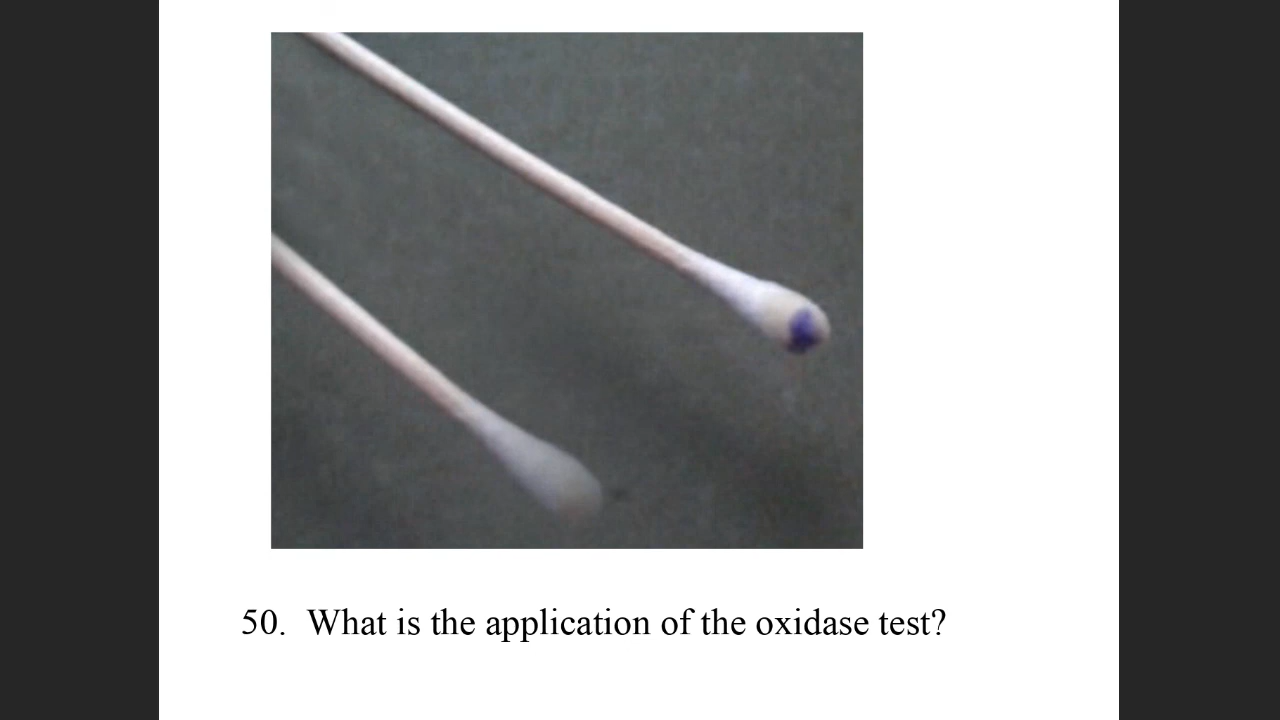 50. What is the application of the oxidase test?